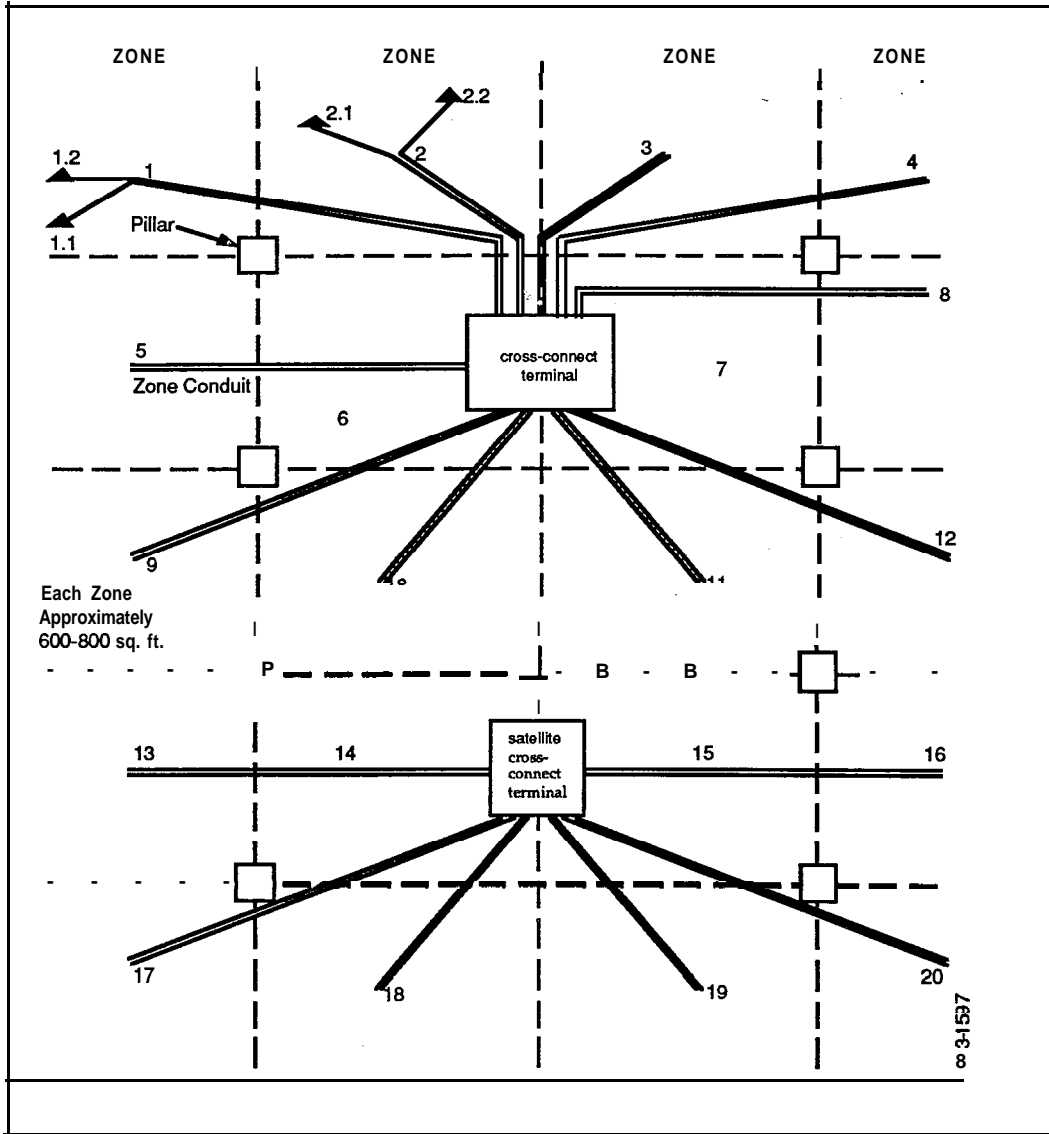 ZONE ZONE ZONE ZONE
2.2
2.1
1.2 1 2 3 4
Pillar
1.1
8
5
cross-connect
terminal
7
Zone Conduit
6
12
9
Each Zone
Approximately
600-800 sq. ft.
P B B
13 14 15 16
satellite
cross-
connect
terminal
17 18 19 20
8 3-1597